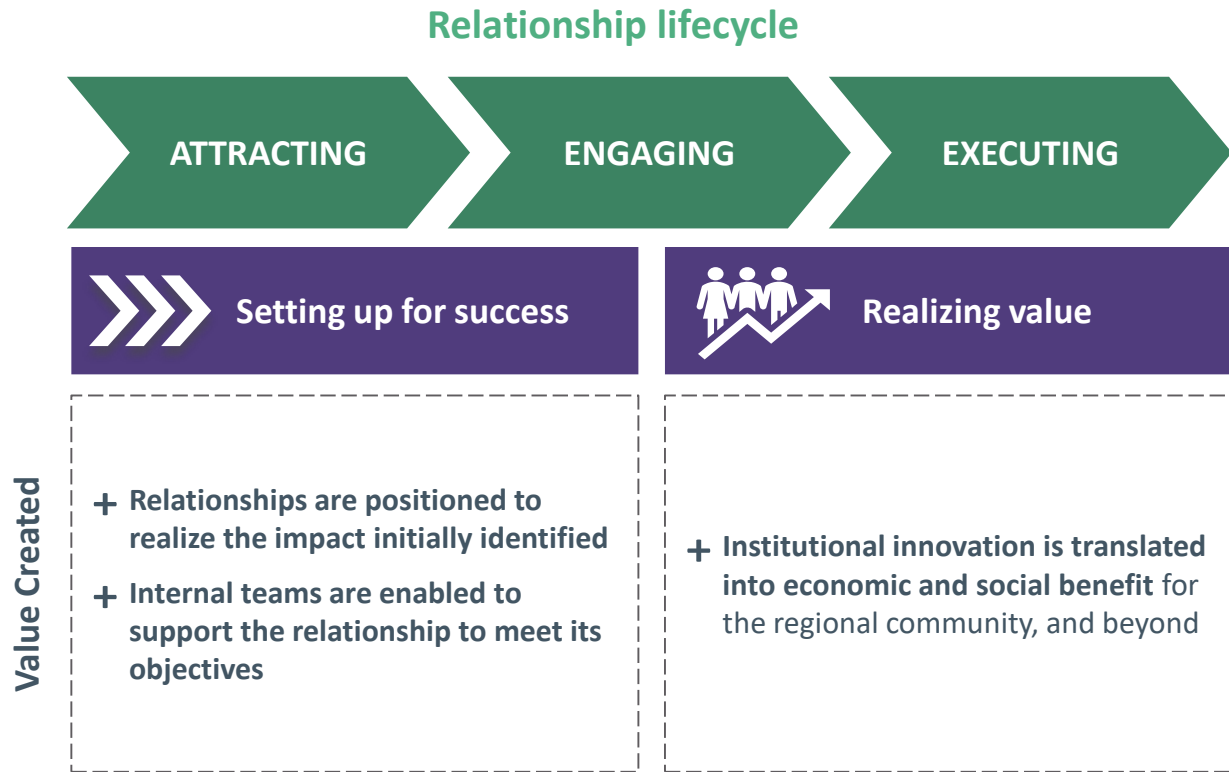 Relationship lifecycle
ATTRACTING
ENGAGING
EXECUTING
Setting up for success
Realizing value
Value Created
+ Relationships are positioned to
realize the impact initially identified
+ Internal teams are enabled to
support the relationship to meet its
objectives
+ Institutional innovation is translated
into economic and social benefit for
the regional community, and beyond